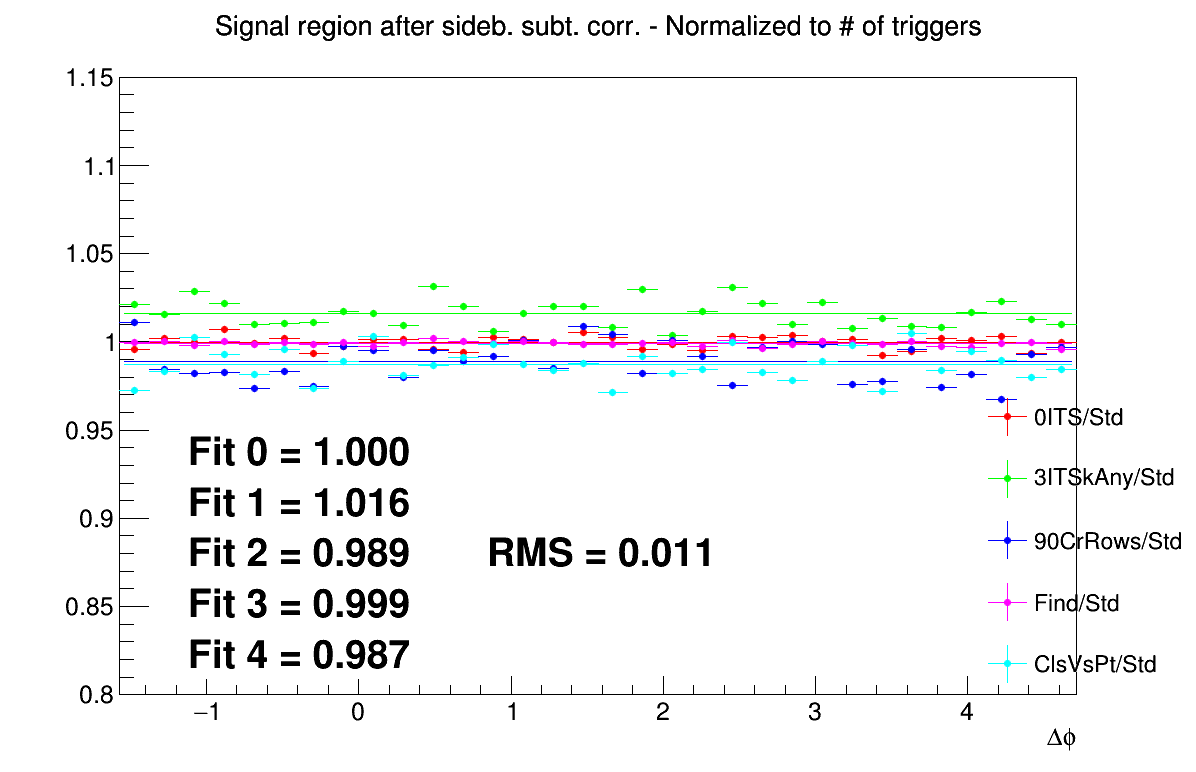 Signal region after sideb. subt. corr. - Normalized to # of triggers
1.15
1.1
1.05
1
0.95
0.9
0.85
0.8
Fit 0 = 1.000
Fit 1 = 1.016
Fit 2 = 0.989
Fit 3 = 0.999
Fit 4 = 0.987
RMS = 0.011
0ITS/Std
3ITSkAny/Std
90CrRows/Std
Find/Std
ClsVsPt/Std
−1 0 1 2 3 4
Δϕ